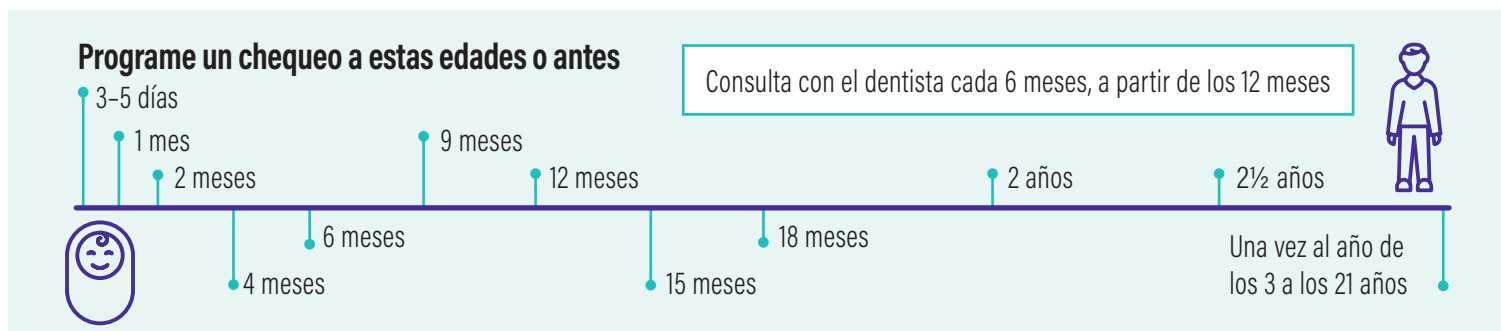 Programe un chequeo a estas edades o antes
Consulta con el dentista cada 6 meses, a partir de los 12 meses
3–5 días
1 mes
2 meses
4 meses
6 meses
9 meses
12 meses
15 meses
18 meses
2 años
2½ años
Una vez al año de
los 3 a los 21 años